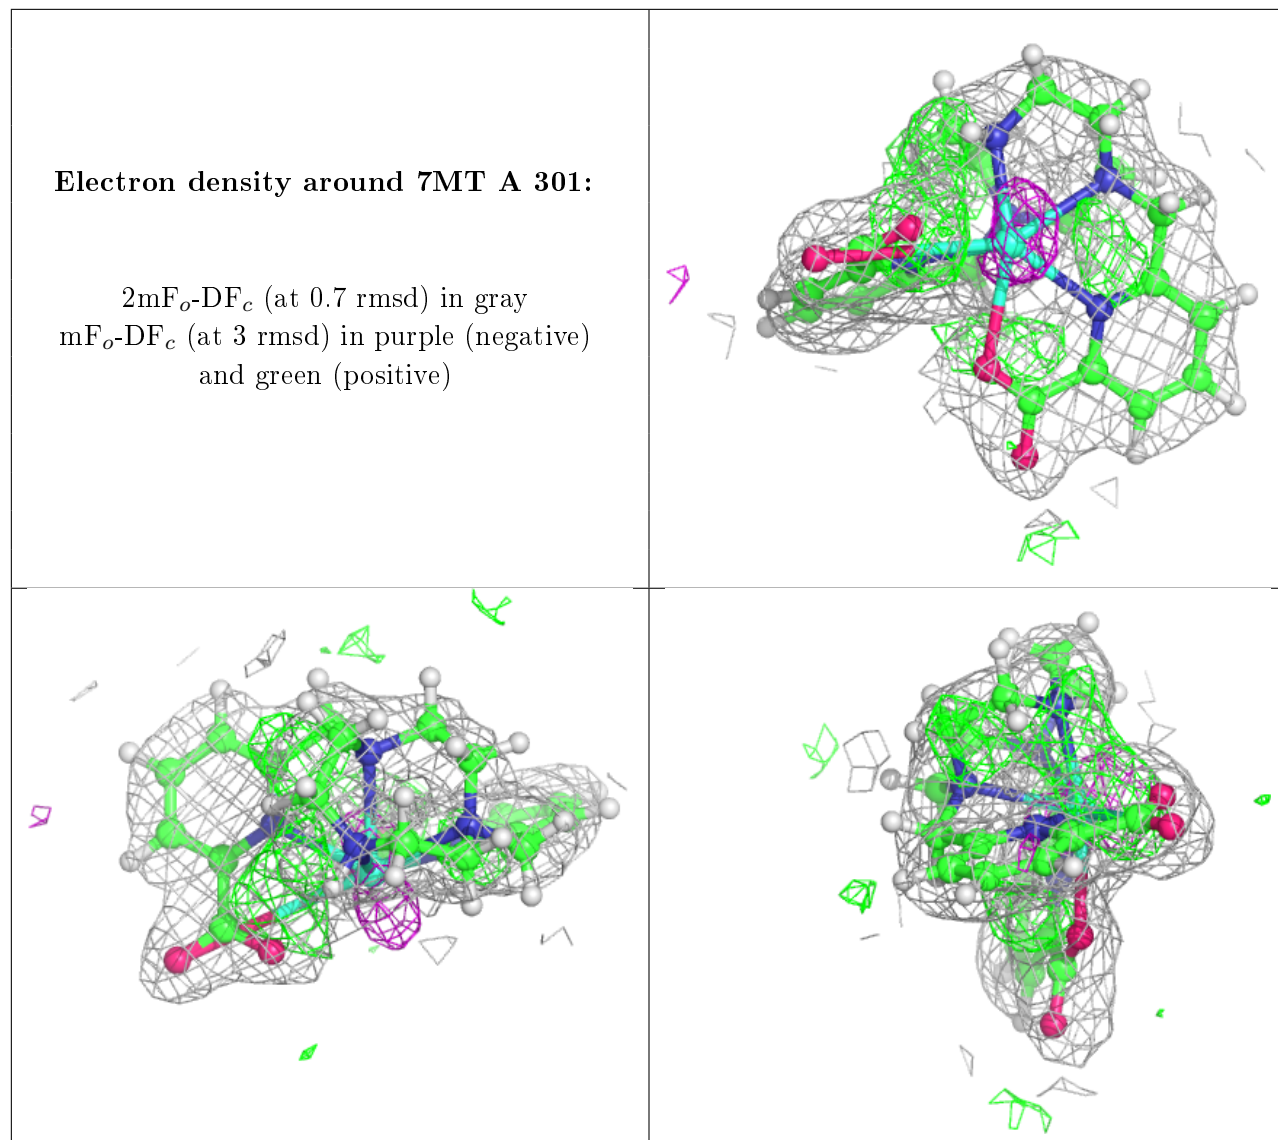 Electron density around 7MT A 301:
2mFo-DFc (at 0.7 rmsd) in gray
mFo-DFc (at 3 rmsd) in purple (negative)
and green (positive)